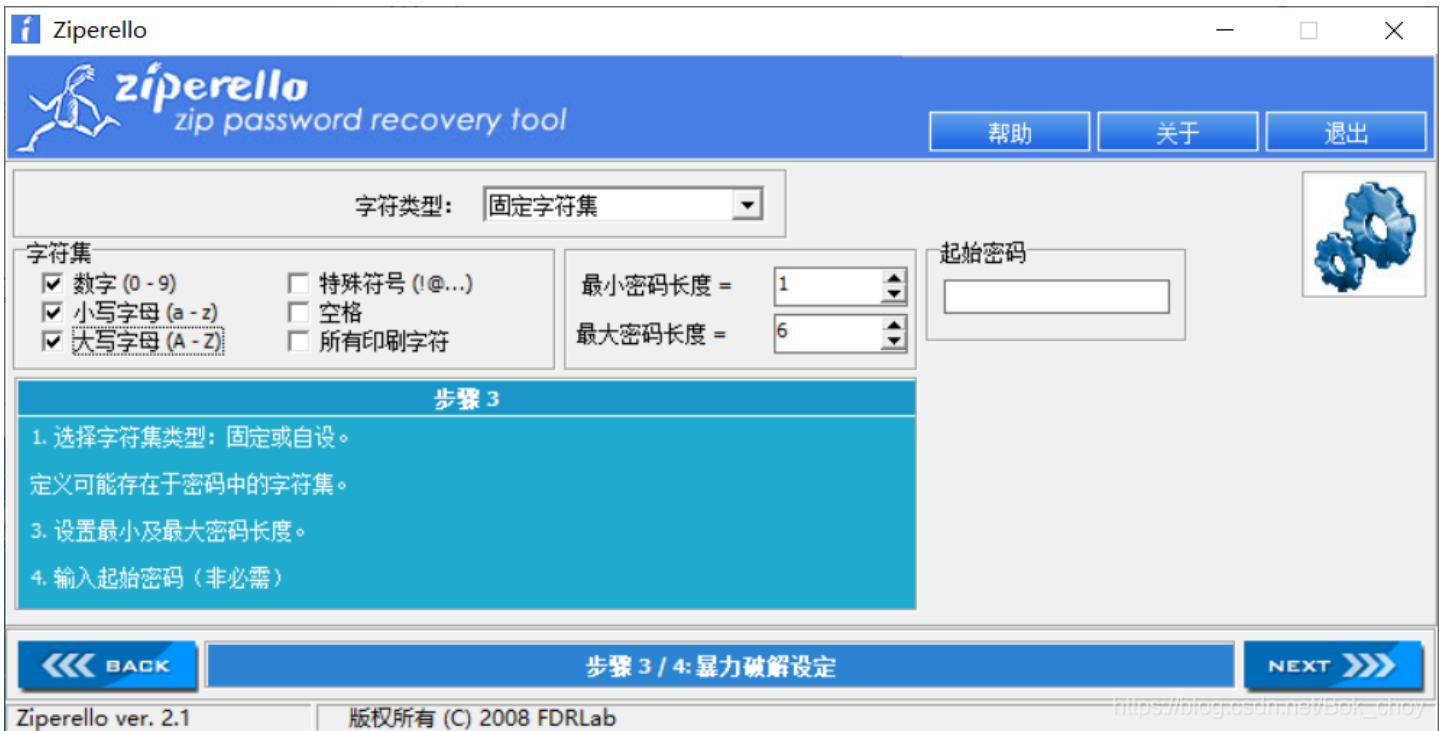 Ziperello
ziperello
zip password recovery tool
帮助 关于 退出
字符类型: 固定字符集
字符集
数字 (0 - 9) 特殊符号 (!@...)
小写字母 (a - z) 空格
大写字母 (A - Z) 所有印刷字符
最小密码长度 = 1
最大密码长度 = 6
起始密码
步骤 3
1. 选择字符集类型: 固定或自设。
定义可能存在于密码中的字符集。
3. 设置最小及最大密码长度。
4. 输入起始密码（非必需）
BACK 步骤 3 / 4: 暴力破解设定 NEXT
Ziperello ver. 2.1 版权所有 (C) 2008 FDRLab
https://blog.csdn.net/Bok_choy